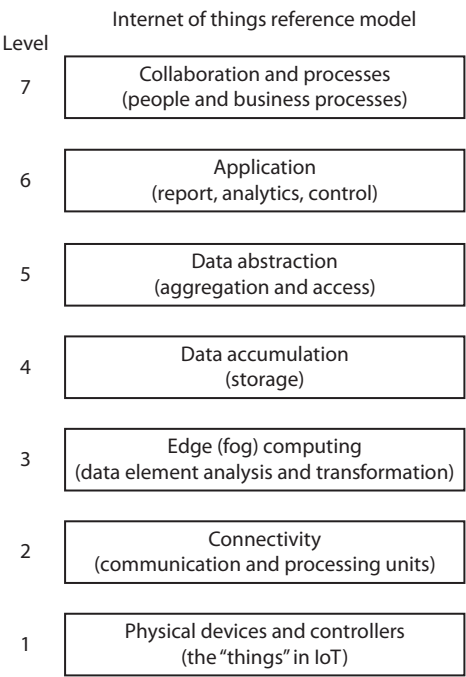 Internet of things reference model
Level
7
Collaboration and processes
(people and business processes)
6
Application
(report, analytics, control)
5
Data abstraction
(aggregation and access)
4
Data accumulation
(storage)
3
Edge (fog) computing
(data element analysis and transformation)
2
Connectivity
(communication and processing units)
1
Physical devices and controllers
(the “things” in IoT)